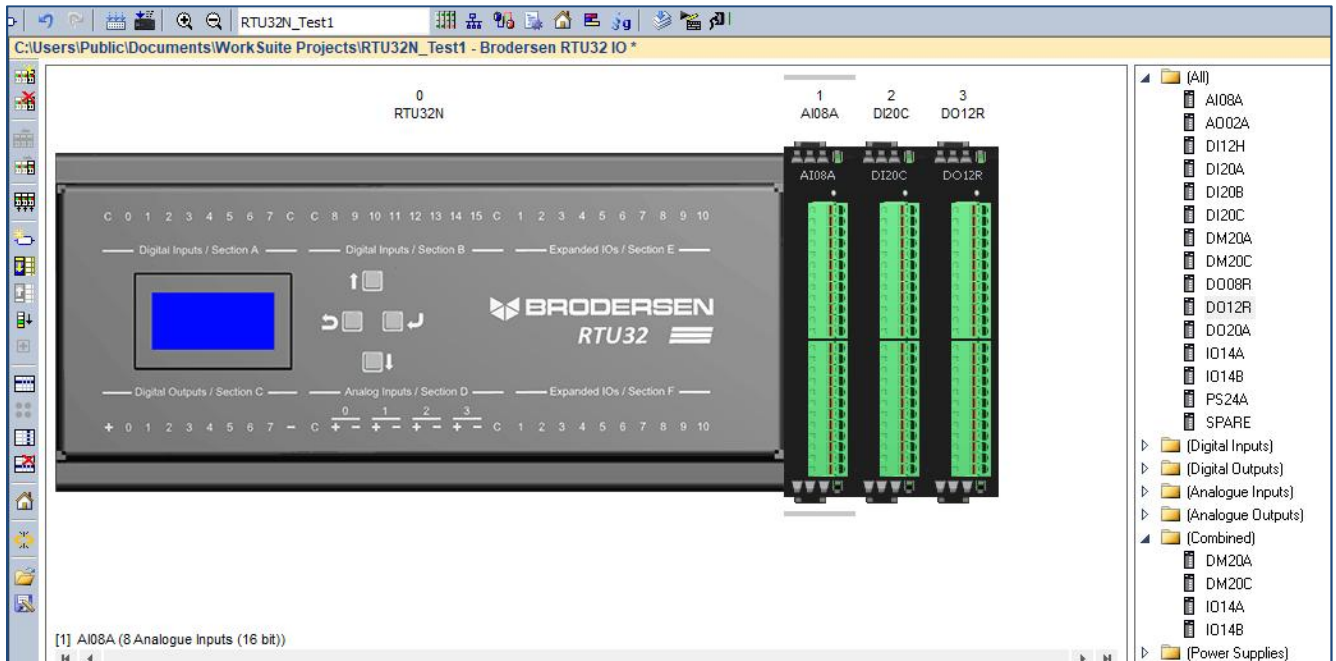 RTU32N_Test1
C:\Users\Public\Documents\WorkSuite Projects\RTU32N_Test1 - Brodersen RTU32 IO *
0
RTU32N
1
AI08A
2
DI20C
3
DO12R
AI08A
DI20C
DO12R
C 0 1 2 3 4 5 6 7 C C 8 9 10 11 12 13 14 15 C 1 2 3 4 5 6 7 8 9 10
Digital Inputs / Section A
Digital Inputs / Section B
Expanded IOs / Section E
BRODERSEN
RTU32
Digital Outputs / Section C
Analog Inputs / Section D
Expanded IOs / Section F
0 1 2 3
+ 0 1 2 3 4 5 6 7 - C + - + - + - + - C 1 2 3 4 5 6 7 8 9 10
[1] AI08A (8 Analogue Inputs (16 bit))
(All)
AI08A
AO02A
DI12H
DI20A
DI20B
DI20C
DM20A
DM20C
DO08R
DO12R
DO20A
IO14A
IO14B
PS24A
SPARE
(Digital Inputs)
(Digital Outputs)
(Analogue Inputs)
(Analogue Outputs)
(Combined)
DM20A
DM20C
IO14A
IO14B
(Power Supplies)